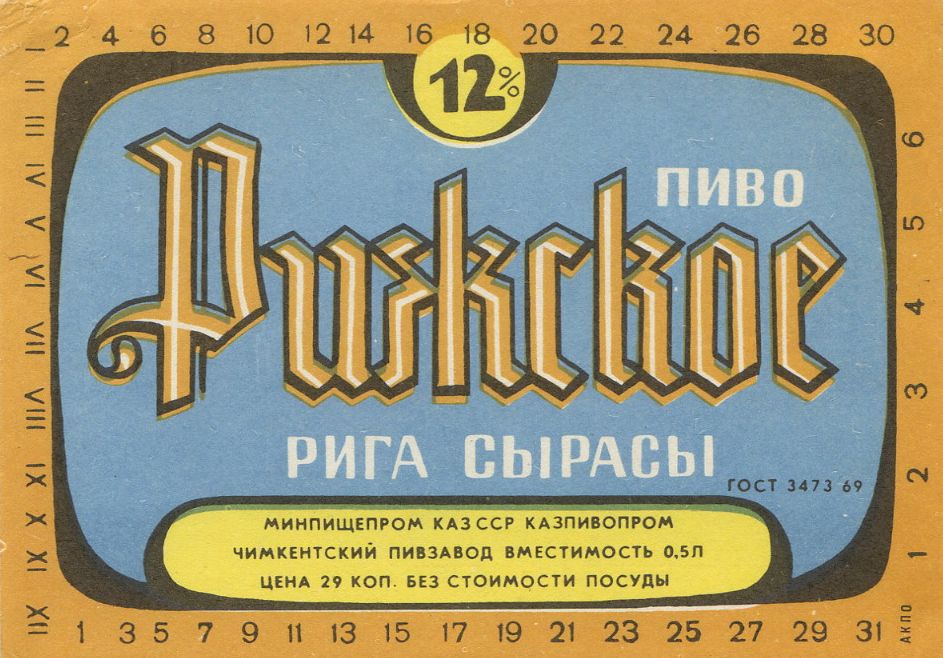 2 4 6 8 10 12 14 16 18 20 22 24 26 28 30
12%
ПИВО
Рижское
РИГА СЫРАСЫ
ГОСТ 3473 69
МИНПИЩЕПРОМ КАЗ ССР КАЗПИВОПРОМ
ЧИМКЕНТСКИЙ ПИВЗАВОД ВМЕСТИМОСТЬ 0,5Л
ЦЕНА 29 КОП. БЕЗ СТОИМОСТИ ПОСУДЫ
I
II
III
IV
V
VI
VII
VIII
IX
X
XI
XII
6
5
4
3
2
1
1 3 5 7 9 11 13 15 17 19 21 23 25 27 29 31
АКПО